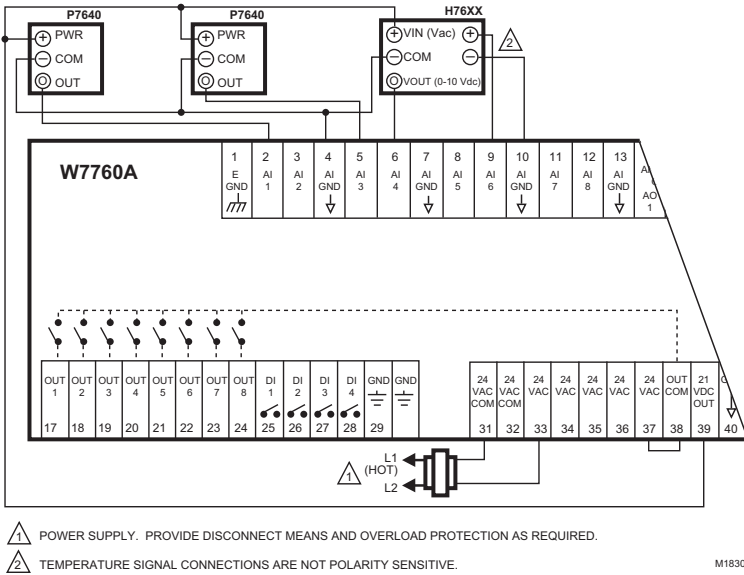 P7640 P7640 H76XX
PWR PWR VIN (Vac) 2
COM COM COM
OUT OUT VOUT (0-10 Vdc)
W7760A
1 2 3 4 5 6 7 8 9 10 11 12 13
E GND AI 1 AI 2 AI GND AI 3 AI 4 AI GND AI 5 AI 6 AI GND AI 7 AI 8 AI GND
AO 1
OUT 1 OUT 2 OUT 3 OUT 4 OUT 5 OUT 6 OUT 7 OUT 8 DI 1 DI 2 DI 3 DI 4 GND GND
24 VAC COM 24 VAC COM 24 VAC 24 VAC 24 VAC 24 VAC 24 VAC OUT COM 21 VDC OUT
17 18 19 20 21 22 23 24 25 26 27 28 29
31 32 33 34 35 36 37 38 39 40
1 L1 (HOT)
L2
1 POWER SUPPLY. PROVIDE DISCONNECT MEANS AND OVERLOAD PROTECTION AS REQUIRED.
2 TEMPERATURE SIGNAL CONNECTIONS ARE NOT POLARITY SENSITIVE.